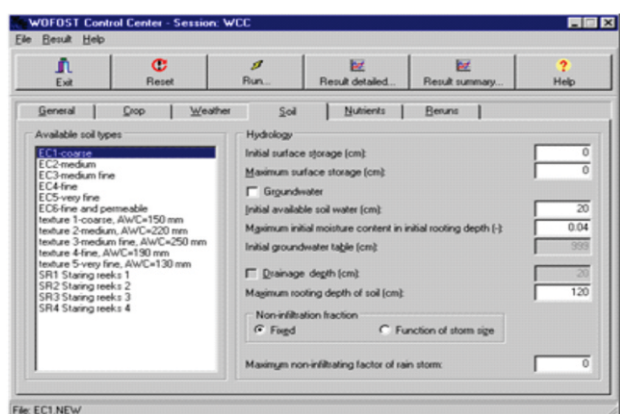 WOFOST Control Center - Session: WCC
File Result Help
Exit Reset Run... Result detailed... Result summary... Help
General Crop Weather Soil Nutrients Reruns
Available soil types
EC1-coarse
EC2-medium
EC3-medium fine
EC4-fine
EC5-very fine
EC6-fine and permeable
texture 1-coarse, AWC=150 mm
texture 2-medium, AWC=220 mm
texture 3-medium fine, AWC=250 mm
texture 4-fine, AWC=190 mm
texture 5-very fine, AWC=130 mm
SR1 Staring reeks 1
SR2 Staring reeks 2
SR3 Staring reeks 3
SR4 Staring reeks 4
Hydrology
Initial surface storage (cm): 0
Maximum surface storage (cm): 0
Groundwater
Initial available soil water (cm): 20
Maximum initial moisture content in initial rooting depth (-): 0.04
Initial groundwater table (cm): 999
Drainage depth (cm): 20
Maximum rooting depth of soil (cm): 120
Non-infiltration fraction
Fixed Function of storm size
Maximum non-infiltrating factor of rain storm: 0
File: EC1.NEW